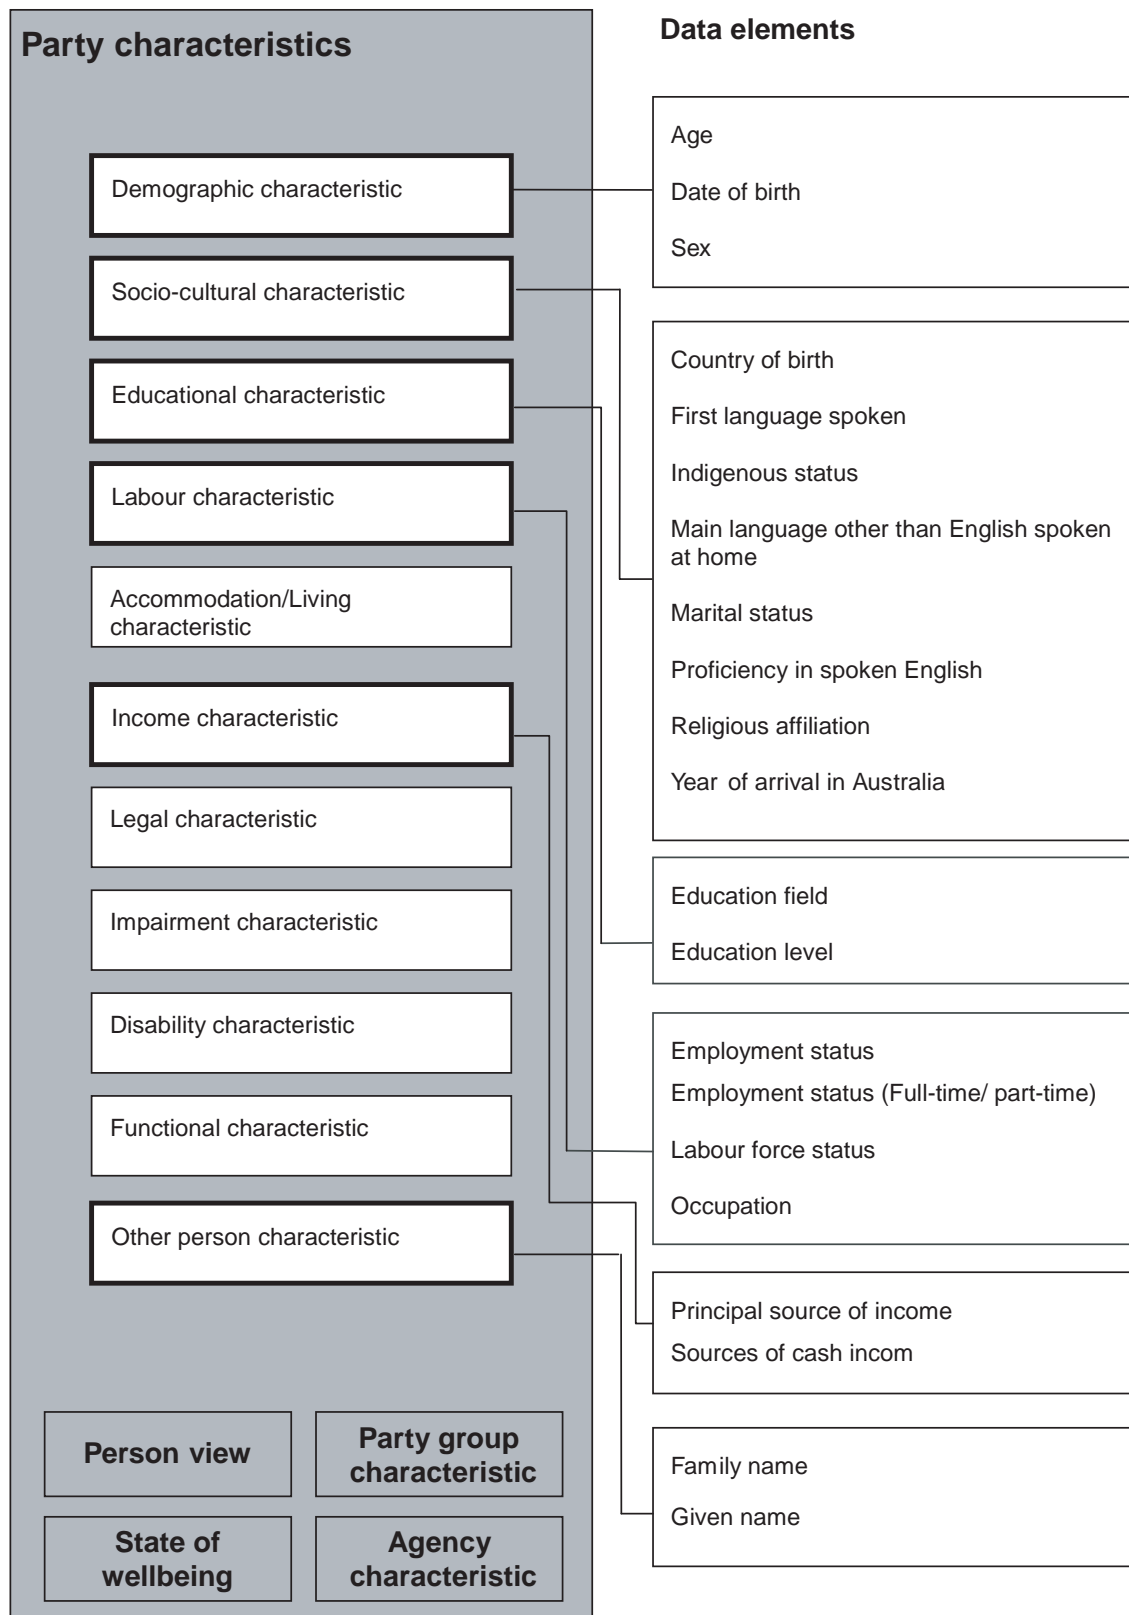 Party characteristics
Demographic characteristic
Socio-cultural characteristic
Educational characteristic
Labour characteristic
Accommodation/Living
characteristic
Income characteristic
Legal characteristic
Impairment characteristic
Disability characteristic
Functional characteristic
Other person characteristic
Person view
Party group
characteristic
State of
wellbeing
Agency
characteristic
Data elements
Age
Date of birth
Sex
Country of birth
First language spoken
Indigenous status
Main language other than English spoken
at home
Marital status
Proficiency in spoken English
Religious affiliation
Year of arrival in Australia
Education field
Education level
Employment status
Employment status (Full-time/ part-time)
Labour force status
Occupation
Principal source of income
Sources of cash incom
Family name
Given name